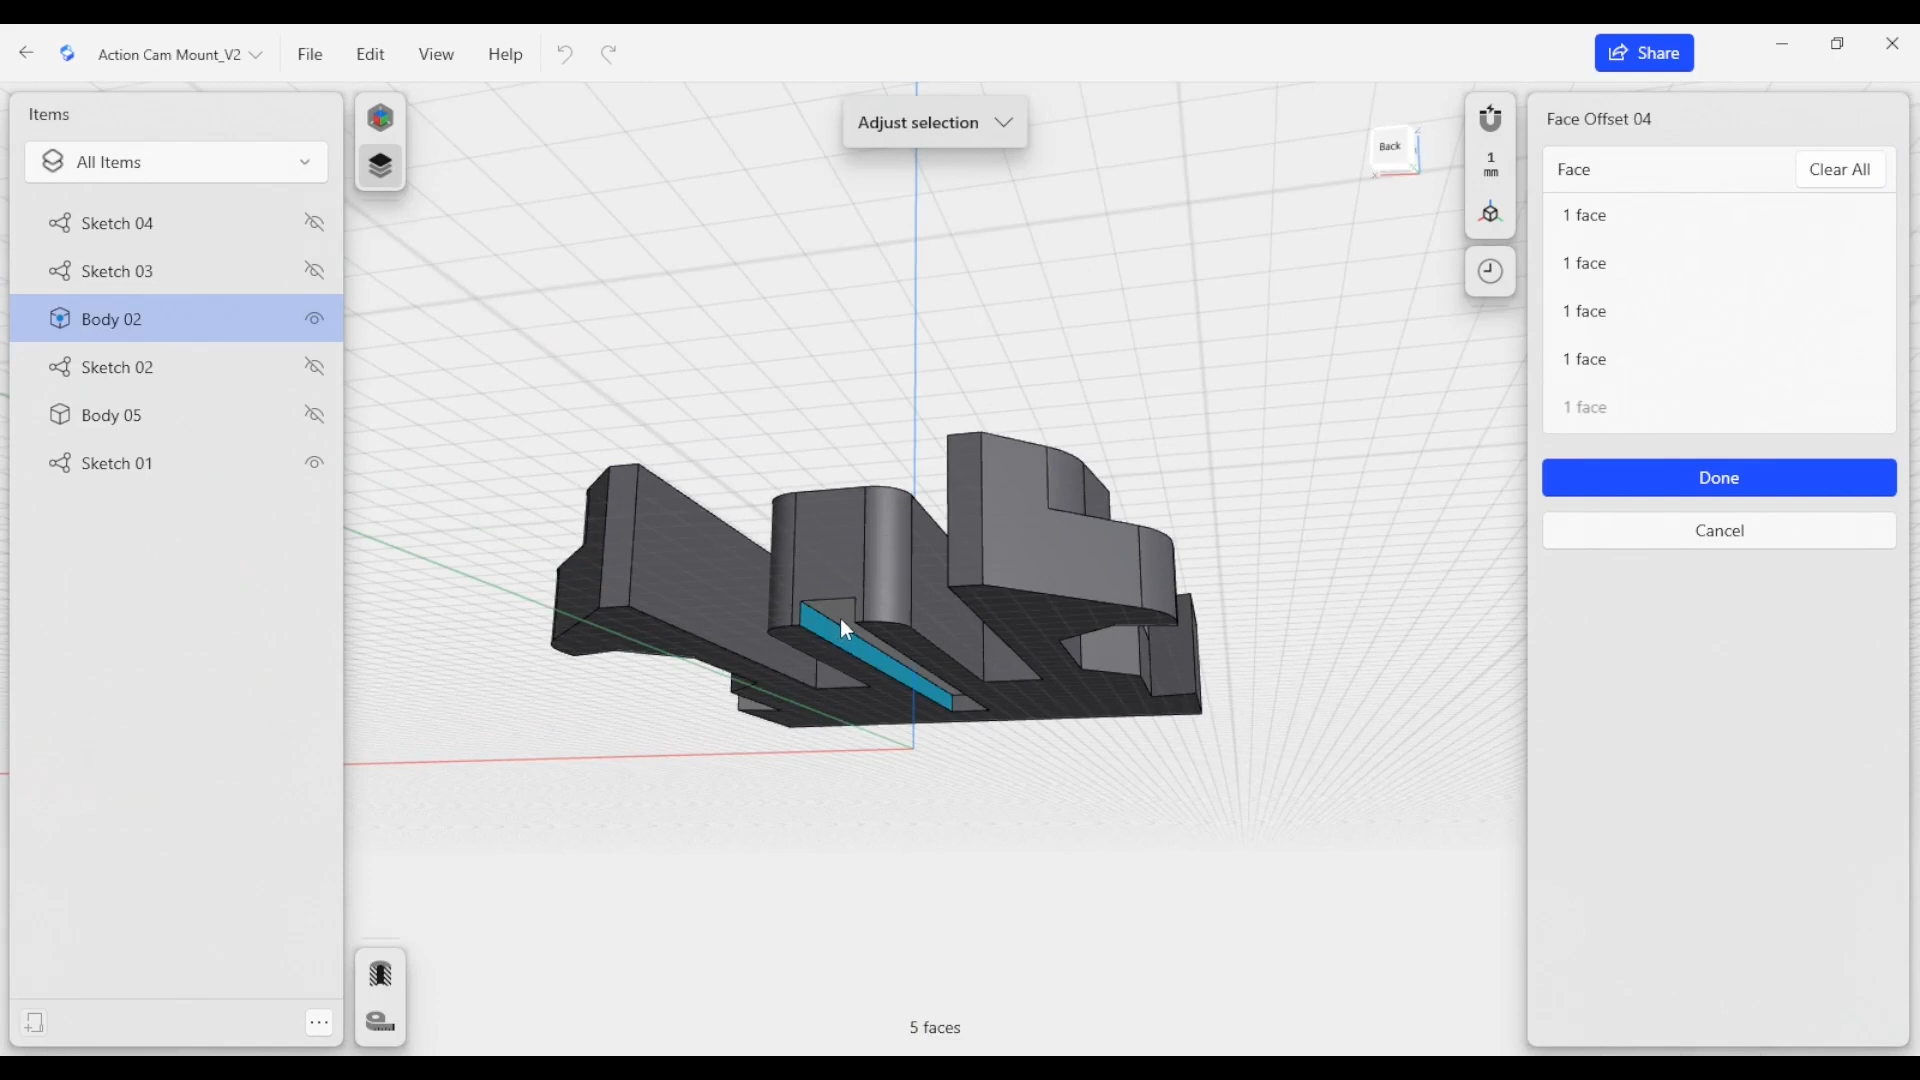 Action Cam Mount_V2
File
Edit
View
Help
Share
Items
All Items
Sketch 04
Sketch 03
Body 02
Sketch 02
Body 05
Sketch 01
Adjust selection
Back
1
mm
Face Offset 04
Face
Clear All
1 face
1 face
1 face
1 face
1 face
Done
Cancel
5 faces